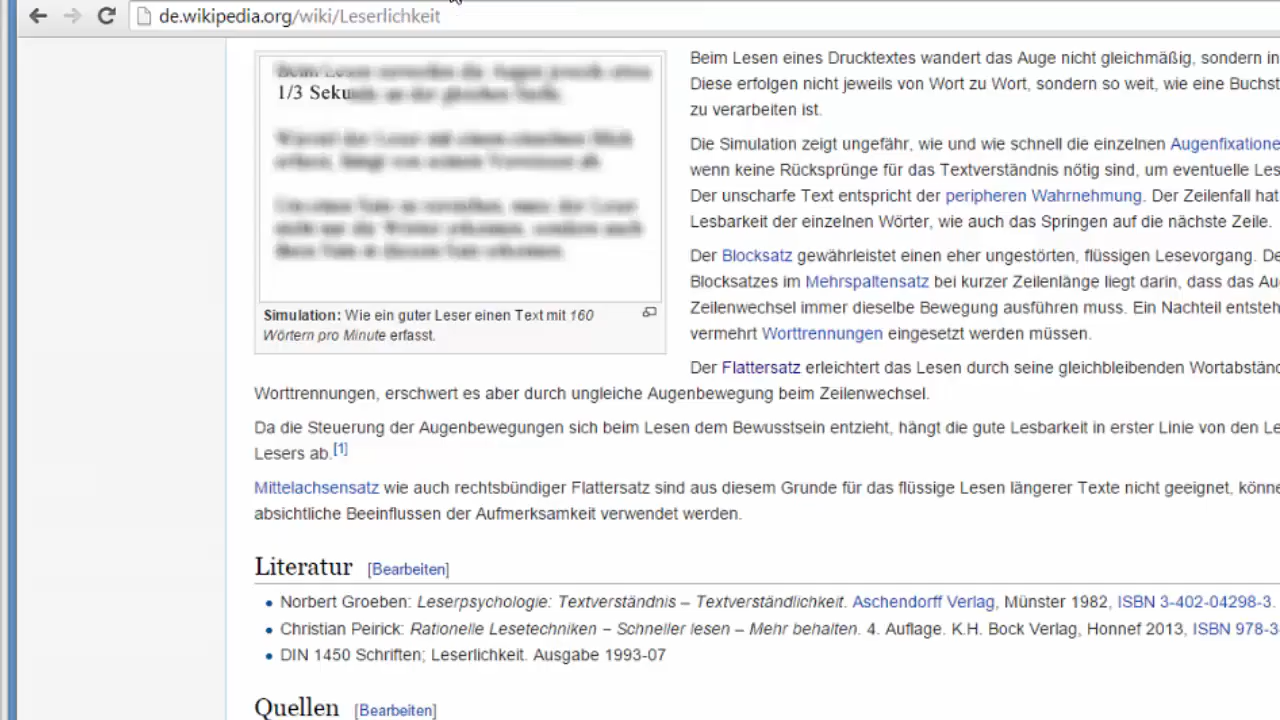 de.wikipedia.org/wiki/Leserlichkeit
1/3 Seku
Simulation: Wie ein guter Leser einen Text mit 160
Wörtern pro Minute erfasst.
Beim Lesen eines Drucktextes wandert das Auge nicht gleichmäßig, sondern in
Diese erfolgen nicht jeweils von Wort zu Wort, sondern so weit, wie eine Buchst
zu verarbeiten ist.
Die Simulation zeigt ungefähr, wie und wie schnell die einzelnen Augenfixatione
wenn keine Rücksprünge für das Textverständnis nötig sind, um eventuelle Les
Der unscharfe Text entspricht der peripheren Wahrnehmung. Der Zeilenfall hat
Lesbarkeit der einzelnen Wörter, wie auch das Springen auf die nächste Zeile.
Der Blocksatz gewährleistet einen eher ungestörten, flüssigen Lesevorgang. De
Blocksatzes im Mehrspaltensatz bei kurzer Zeilenlänge liegt darin, dass das Au
Zeilenwechsel immer dieselbe Bewegung ausführen muss. Ein Nachteil entsteh
vermehrt Worttrennungen eingesetzt werden müssen.
Der Flattersatz erleichtert das Lesen durch seine gleichbleibenden Wortabständ
Worttrennungen, erschwert es aber durch ungleiche Augenbewegung beim Zeilenwechsel.
Da die Steuerung der Augenbewegungen sich beim Lesen dem Bewusstsein entzieht, hängt die gute Lesbarkeit in erster Linie von den Le
Lesers ab.[1]
Mittelachsensatz wie auch rechtsbündiger Flattersatz sind aus diesem Grunde für das flüssige Lesen längerer Texte nicht geeignet, könne
absichtliche Beeinflussen der Aufmerksamkeit verwendet werden.
Literatur [Bearbeiten]
• Norbert Groeben: Leserpsychologie: Textverständnis – Textverständlichkeit. Aschendorff Verlag, Münster 1982, ISBN 3-402-04298-3.
• Christian Peirick: Rationelle Lesetechniken – Schneller lesen – Mehr behalten. 4. Auflage. K.H. Bock Verlag, Honnef 2013, ISBN 978-3
• DIN 1450 Schriften; Leserlichkeit. Ausgabe 1993-07
Quellen [Bearbeiten]